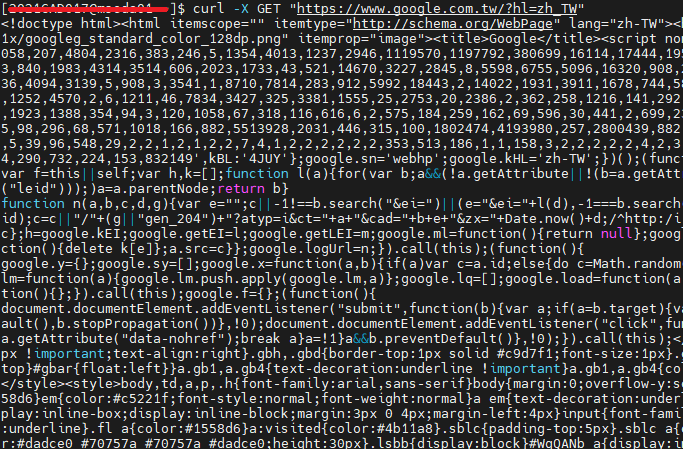 ]$ curl -X GET "https://www.google.com.tw/?hl=zh_TW"
<!doctype html><html itemscope="" itemtype="http://schema.org/WebPage" lang="zh-TW"><h
1x/googleg_standard_color_128dp.png" itemprop="image"><title>Google</title><script non
058,207,4804,2316,383,246,5,1354,4013,1237,2946,1119570,1197792,380699,16114,17444,195
3,840,1983,4314,3514,606,2023,1733,43,521,14670,3227,2845,8,5598,6755,5096,16320,908,2
36,4094,3139,5,908,3,3541,1,8710,7814,283,912,5992,18443,2,14022,1931,3911,1678,744,58
,1252,4570,2,6,1211,46,7834,3427,325,3381,1555,25,2753,20,2386,2,362,258,1216,141,292
,1923,1388,354,94,3,120,1058,67,318,116,616,6,2,575,184,259,162,69,596,30,441,2,699,23
5,98,296,68,571,1018,166,882,5513928,2031,446,315,100,1802474,4193980,257,2800439,882,
,5,39,96,548,29,2,2,1,2,1,2,2,7,4,1,2,2,2,2,2,2,353,513,186,1,1,158,3,2,2,2,2,2,4,2,3
4,290,732,224,153,832149',kBL:'4JUY'};google.sn='webhp';google.kHL='zh-TW';})();(funct
var f=this||self;var h,k=[];function l(a){for(var b;a&&(!a.getAttribute||!(b=a.getAttr
("leid")));)a=a.parentNode;return b}
function n(a,b,c,d,g){var e="";c||-1!==b.search("&ei=")||(e="&ei="+l(d),-1===b.search(
id);c=c||"/"+(g||"gen_204")+"?atyp=i&ct="+a+"&cad="+b+e+"&zx="+Date.now()+d;/^http:/i
c};h=google.kEI;google.getEI=l;google.getLEI=m;google.ml=function(){return null};googl
ction(){delete k[e]};a.src=c}};google.logUrl=n;}).call(this);(function(){
google.y={};google.sy=[];google.x=function(a,b){if(a)var c=a.id;else{do c=Math.random(
lm=function(a){google.lm.push.apply(google.lm,a)};google.lq=[];google.load=function(a,
tion(){};}).call(this);google.f={};(function(){
document.documentElement.addEventListener("submit",function(b){var a;if(a=b.target){va
ault(),b.stopPropagation())},!0);document.documentElement.addEventListener("click",fun
a.getAttribute("data-nohref");break a}a=!1}a&&b.preventDefault()},!0);}).call(this);</
px !important;text-align:right}.gbh,.gbd{border-top:1px solid #c9d7f1;font-size:1px}.g
top}#gbar{float:left}}a.gb1,a.gb4{text-decoration:underline !important}a.gb1,a.gb4{col
</style><style>body,td,a,p,.h{font-family:arial,sans-serif}body{margin:0;overflow-y:sc
58d6}em{color:#c5221f;font-style:normal;font-weight:normal}a em{text-decoration:underl
play:inline-box;display:inline-block;margin:3px 0 4px;margin-left:4px}input{font-famil
:underline}.fl a{color:#1558d6}a:visited{color:#4b11a8}.sblc{padding-top:5px}.sblc a{d
r:#dadce0 #70757a #70757a #dadce0;height:30px}.lsbb{display:block}#WqQANb a{display:in